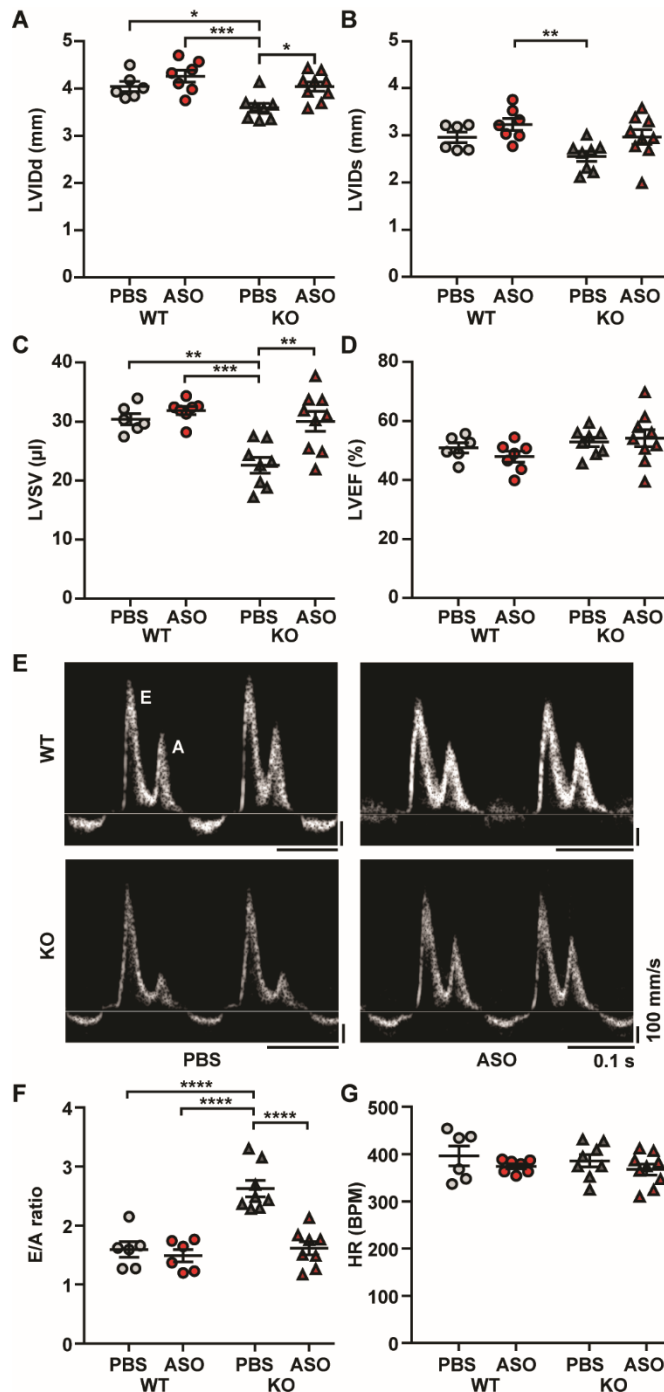 A
LVIDd (mm)
5
4
3
2
1
0
*
***
*
PBS ASO PBS ASO
WT KO
B
LVIDs (mm)
5
4
3
2
1
0
**
PBS ASO PBS ASO
WT KO
C
LVSV (µl)
40
30
20
10
0
**
***
**
PBS ASO PBS ASO
WT KO
D
LVEF (%)
80
60
40
20
0
PBS ASO PBS ASO
WT KO
E
WT
E
A
KO
PBS
ASO
100 mm/s
0.1 s
F
E/A ratio
4
3
2
1
0
****
****
****
PBS ASO PBS ASO
WT KO
G
HR (BPM)
500
400
300
200
100
0
PBS ASO PBS ASO
WT KO